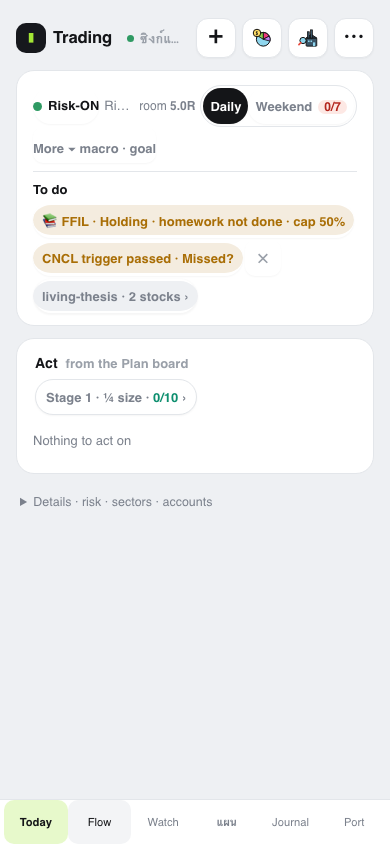 Trading
ซิงก์แ...
Risk-ON Ri... room 5.0R Daily Weekend 0/7
More macro · goal
To do
FFIL · Holding · homework not done · cap 50%
CNCL trigger passed · Missed? ✕
living-thesis · 2 stocks ›
Act from the Plan board
Stage 1 · ¼ size · 0/10 ›
Nothing to act on
Details · risk · sectors · accounts
Today Flow Watch แผน Journal Port